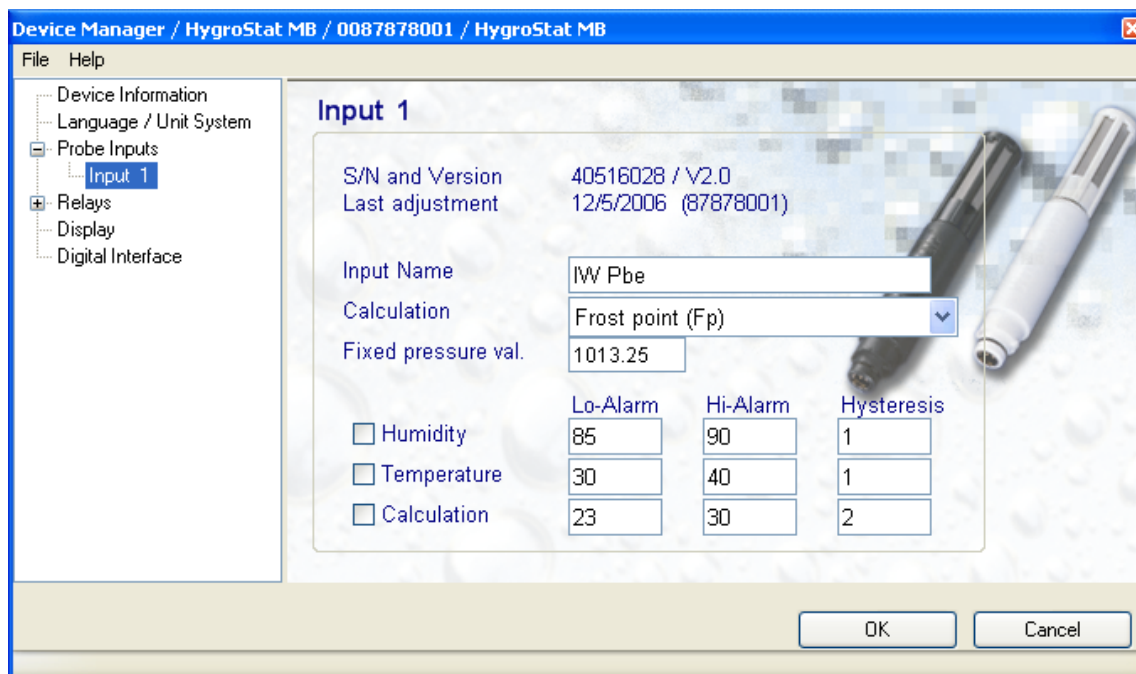 Device Manager / HygroStat MB / 0087878001 / HygroStat MB
File Help
Device Information
Language / Unit System
Probe Inputs
Input 1
Relays
Display
Digital Interface
Input 1
S/N and Version 40516028 / V2.0
Last adjustment 12/5/2006 (87878001)
Input Name IW Pbe
Calculation Frost point (Fp)
Fixed pressure val. 1013.25
Lo-Alarm Hi-Alarm Hysteresis
Humidity 85 90 1
Temperature 30 40 1
Calculation 23 30 2
OK Cancel